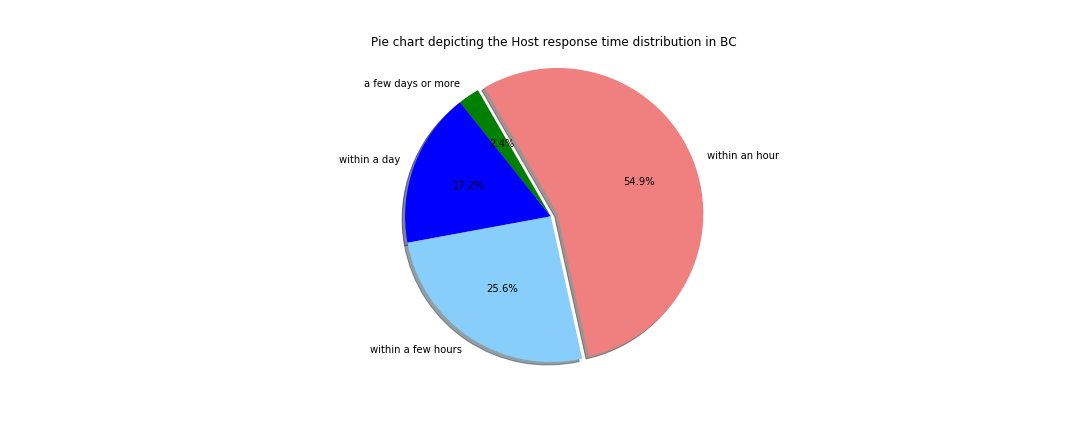 Pie chart depicting the Host response time distribution in BC
a few days or more
2.4%
within an hour
within a day
54.9%
17.2%
25.6%
within a few hours